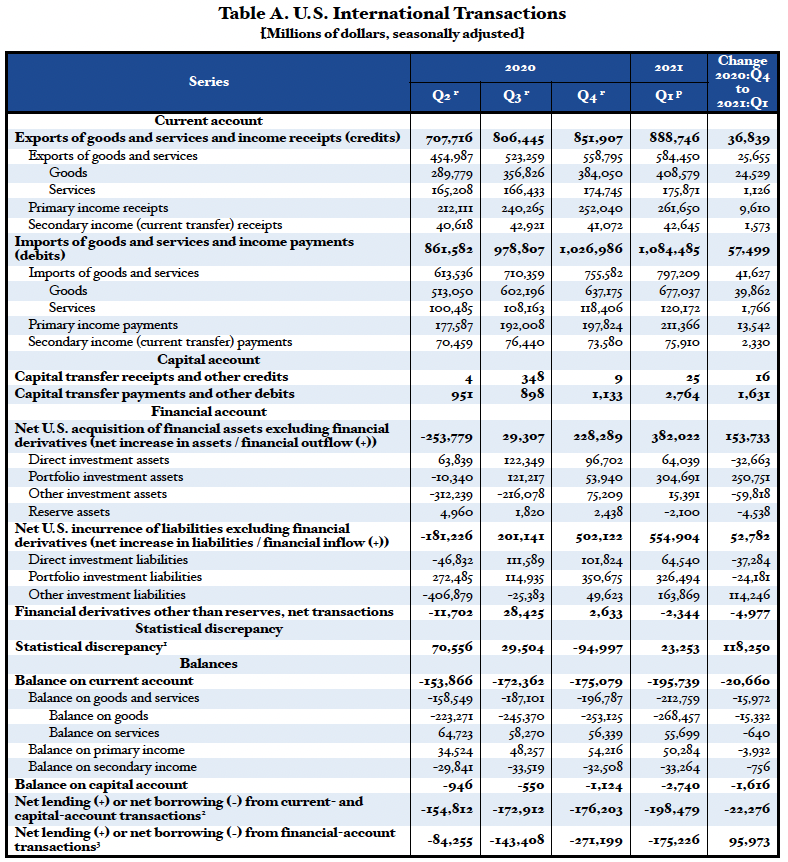 Table A. U.S. International Transactions
{Millions of dollars, seasonally adjusted}
Series 2020 2021 Change 2020:Q4 to 2021:Q1
Q2 r Q3 r Q4 r Q1 p
Current account
Exports of goods and services and income receipts (credits) 707,716 806,445 851,907 888,746 36,839
Exports of goods and services 454,987 523,259 558,795 584,450 25,655
Goods 289,779 356,826 384,050 408,579 24,529
Services 165,208 166,433 174,745 175,871 1,126
Primary income receipts 212,111 240,265 252,040 261,650 9,610
Secondary income (current transfer) receipts 40,618 42,921 41,072 42,645 1,573
Imports of goods and services and income payments
(debits) 861,582 978,807 1,026,986 1,084,485 57,499
Imports of goods and services 613,536 710,359 755,582 797,209 41,627
Goods 513,050 602,196 637,175 677,037 39,862
Services 100,485 108,163 118,406 120,172 1,766
Primary income payments 177,587 192,008 197,824 211,366 13,542
Secondary income (current transfer) payments 70,459 76,440 73,580 75,910 2,330
Capital account
Capital transfer receipts and other credits 4 348 9 25 16
Capital transfer payments and other debits 951 898 1,133 2,764 1,631
Financial account
Net U.S. acquisition of financial assets excluding financial
derivatives (net increase in assets / financial outflow (+)) -253,779 29,307 228,289 382,022 153,733
Direct investment assets 63,839 122,349 96,702 64,039 -32,663
Portfolio investment assets -10,340 121,217 53,940 304,691 250,751
Other investment assets -312,239 -216,078 75,209 15,391 -59,818
Reserve assets 4,960 1,820 2,438 -2,100 -4,538
Net U.S. incurrence of liabilities excluding financial
derivatives (net increase in liabilities / financial inflow (+)) -181,226 201,141 502,122 554,904 52,782
Direct investment liabilities -46,832 111,589 101,824 64,540 -37,284
Portfolio investment liabilities 272,485 114,935 350,675 326,494 -24,181
Other investment liabilities -406,879 -25,383 49,623 163,869 114,246
Financial derivatives other than reserves, net transactions -11,702 28,425 2,633 -2,344 -4,977
Statistical discrepancy
Statistical discrepancy¹ 70,556 29,504 -94,997 23,253 118,250
Balances
Balance on current account -153,866 -172,362 -175,079 -195,739 -20,660
Balance on goods and services -158,549 -187,101 -196,787 -212,759 -15,972
Balance on goods -223,271 -245,370 -253,125 -268,457 -15,332
Balance on services 64,723 58,270 56,339 55,699 -640
Balance on primary income 34,524 48,257 54,216 50,284 -3,932
Balance on secondary income -29,841 -33,519 -32,508 -33,264 -756
Balance on capital account -946 -550 -1,124 -2,740 -1,616
Net lending (+) or net borrowing (-) from current- and
capital-account transactions² -154,812 -172,912 -176,203 -198,479 -22,276
Net lending (+) or net borrowing (-) from financial-account
transactions³ -84,255 -143,408 -271,199 -175,226 95,973